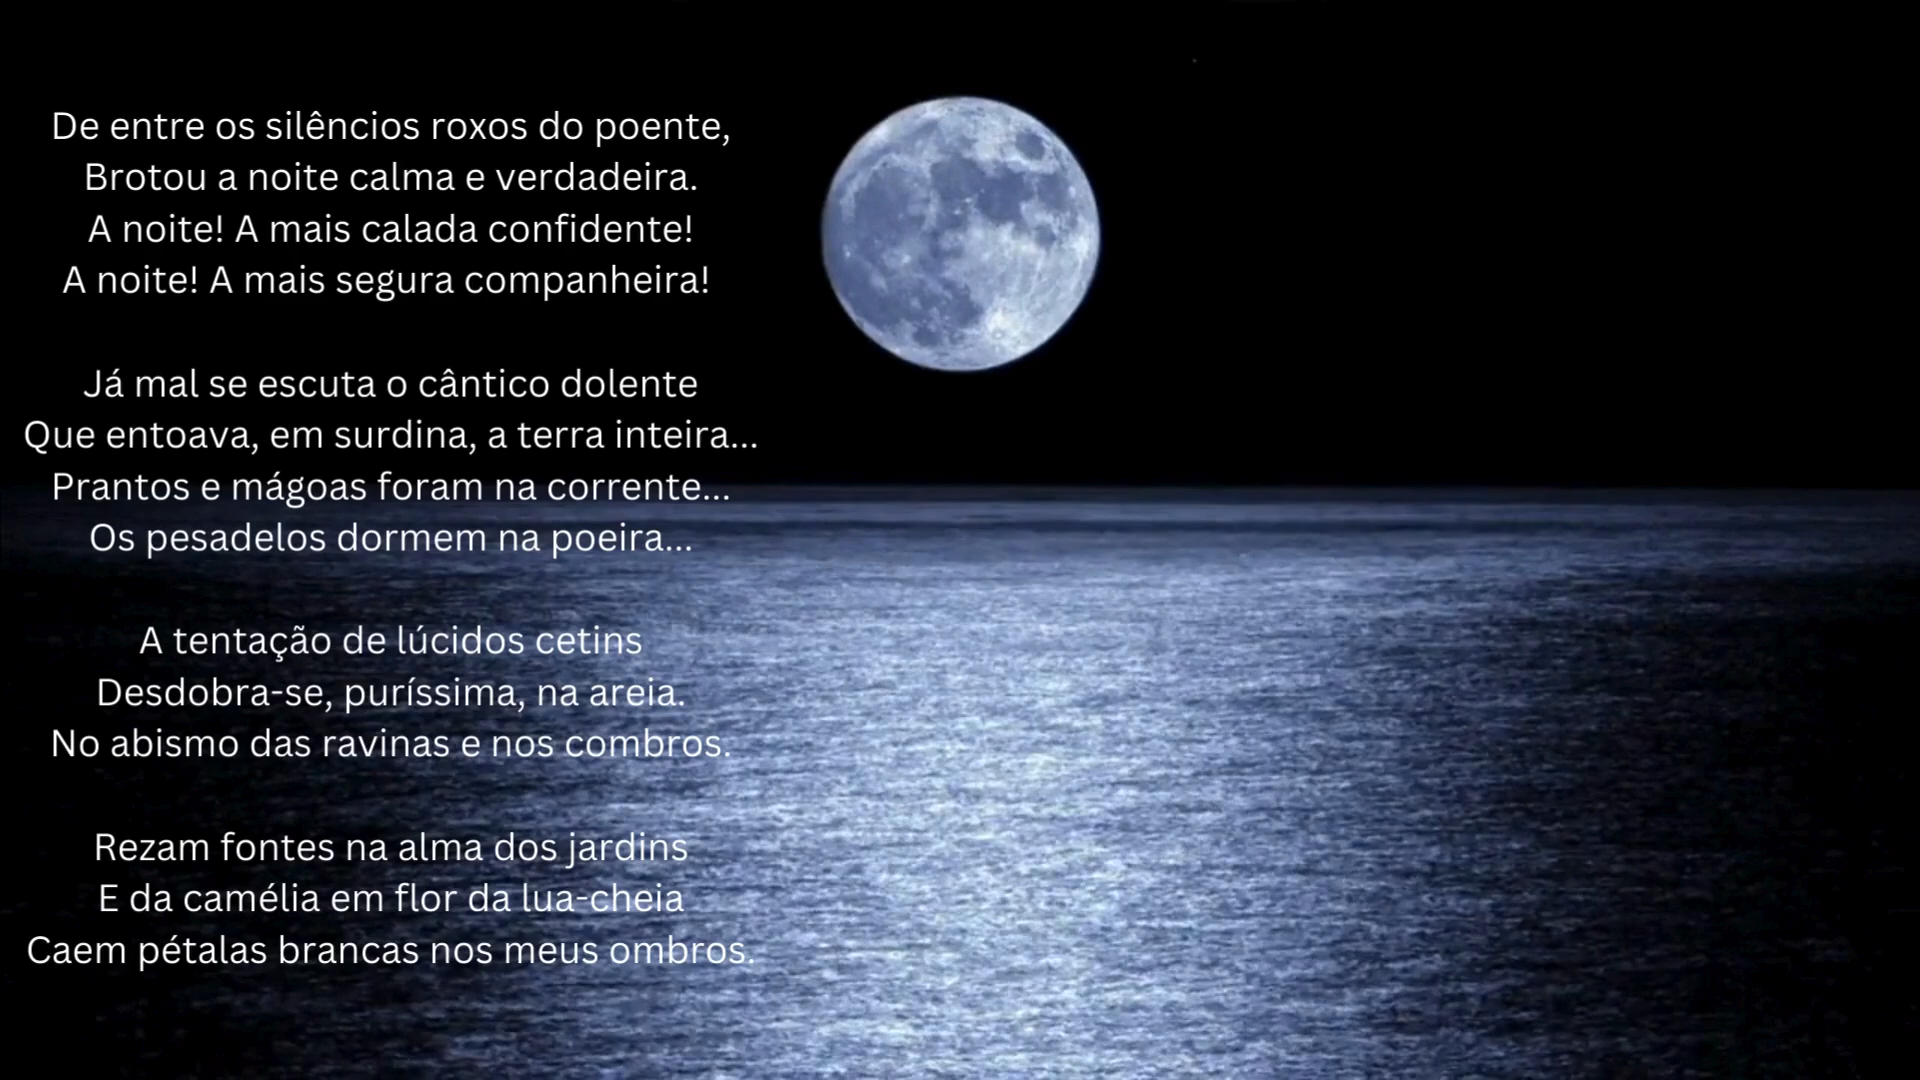 De entre os silêncios roxos do poente,
Brotou a noite calma e verdadeira.
A noite! A mais calada confidente!
A noite! A mais segura companheira!
Já mal se escuta o cântico dolente
Que entoava, em surdina, a terra inteira...
Prantos e mágoas foram na corrente...
Os pesadelos dormem na poeira...
A tentação de lúcidos cetins
Desdobra-se, puríssima, na areia.
No abismo das ravinas e nos combros.
Rezam fontes na alma dos jardins
E da camélia em flor da lua-cheia
Caem pétalas brancas nos meus ombros.